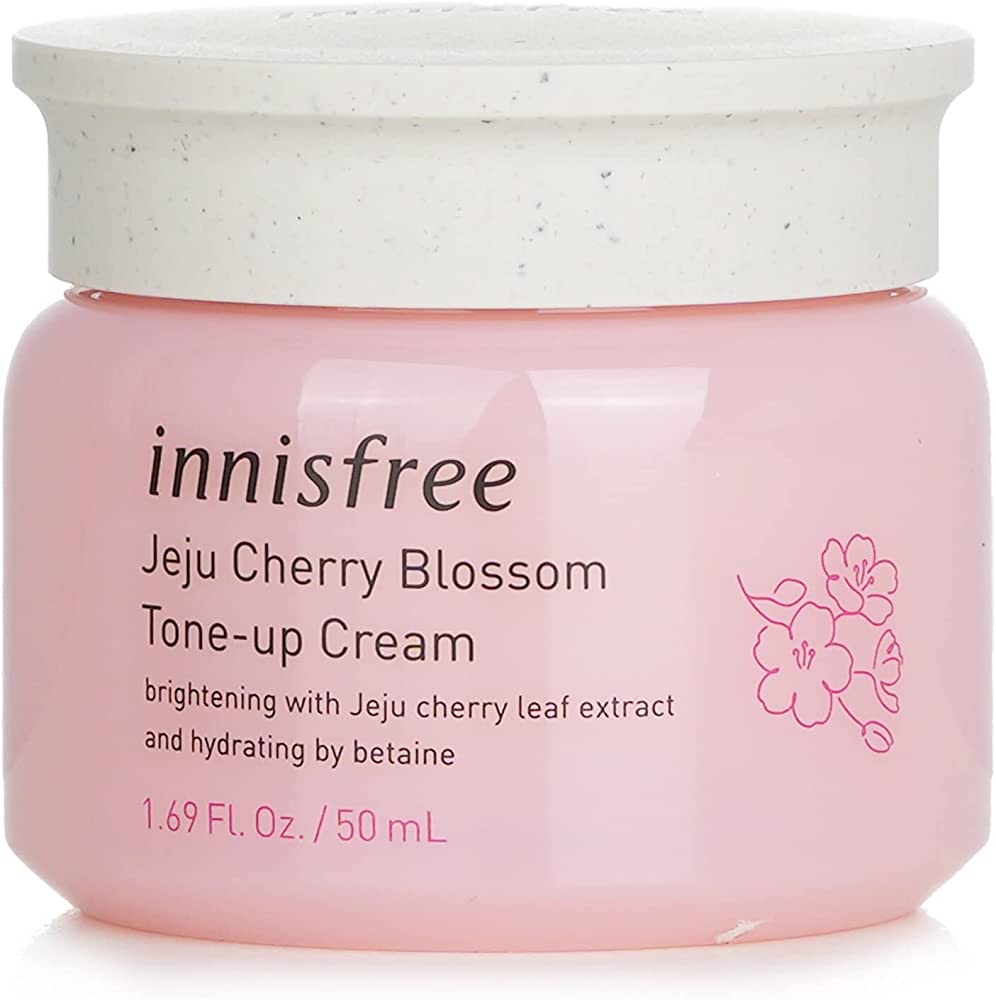 innisfree
innisfree
Jeju Cherry Blossom
Tone-up Cream
brightening with Jeju cherry leaf extract
and hydrating by betaine
1.69 Fl. Oz. / 50 mL